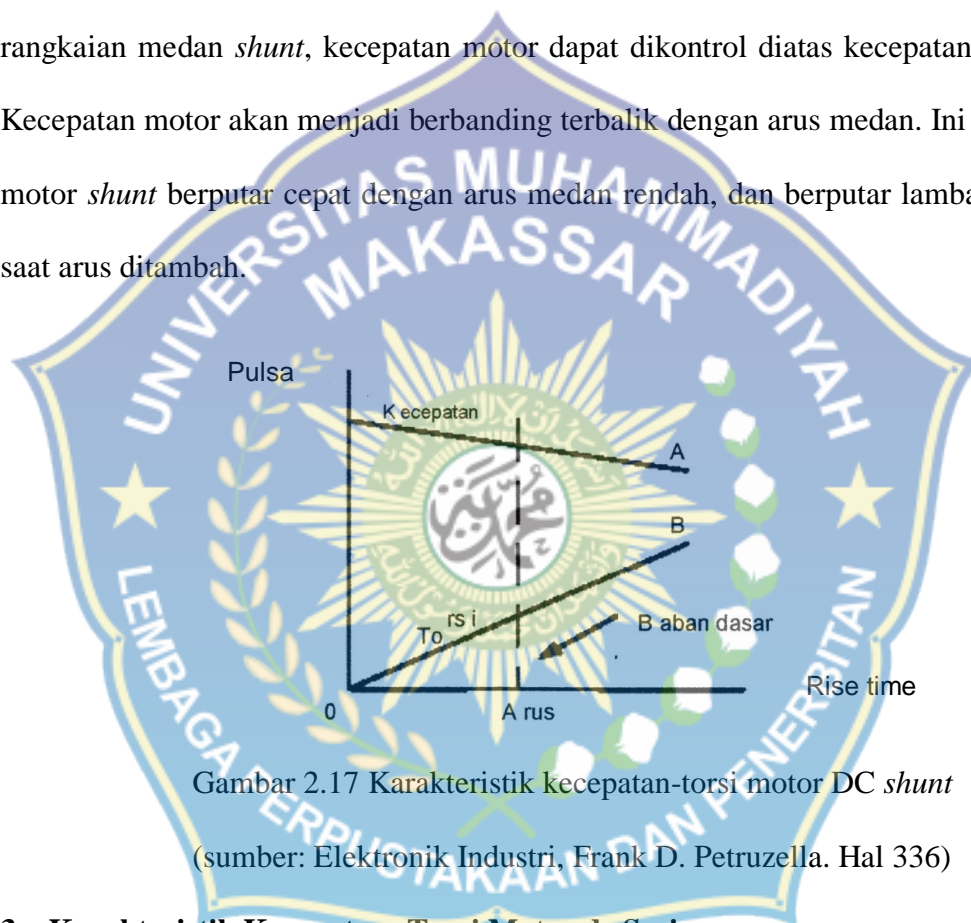 rangkaian medan shunt, kecepatan motor dapat dikontrol diatas kecepatan
Kecepatan motor akan menjadi berbanding terbalik dengan arus medan. Ini
motor shunt berputar cepat dengan arus medan rendah, dan berputar lamba
saat arus ditambah.
UNIVERSITAS MUHAMMADIYAH
MAKASSAR
Pulsa
K ecepatan
A
B
To rs i
B aban dasar
Rise time
0
A rus
LEMBAGA PERPUSTAKAAN DAN PENERBITAN
Gambar 2.17 Karakteristik kecepatan-torsi motor DC shunt
(sumber: Elektronik Industri, Frank D. Petruzella. Hal 336)